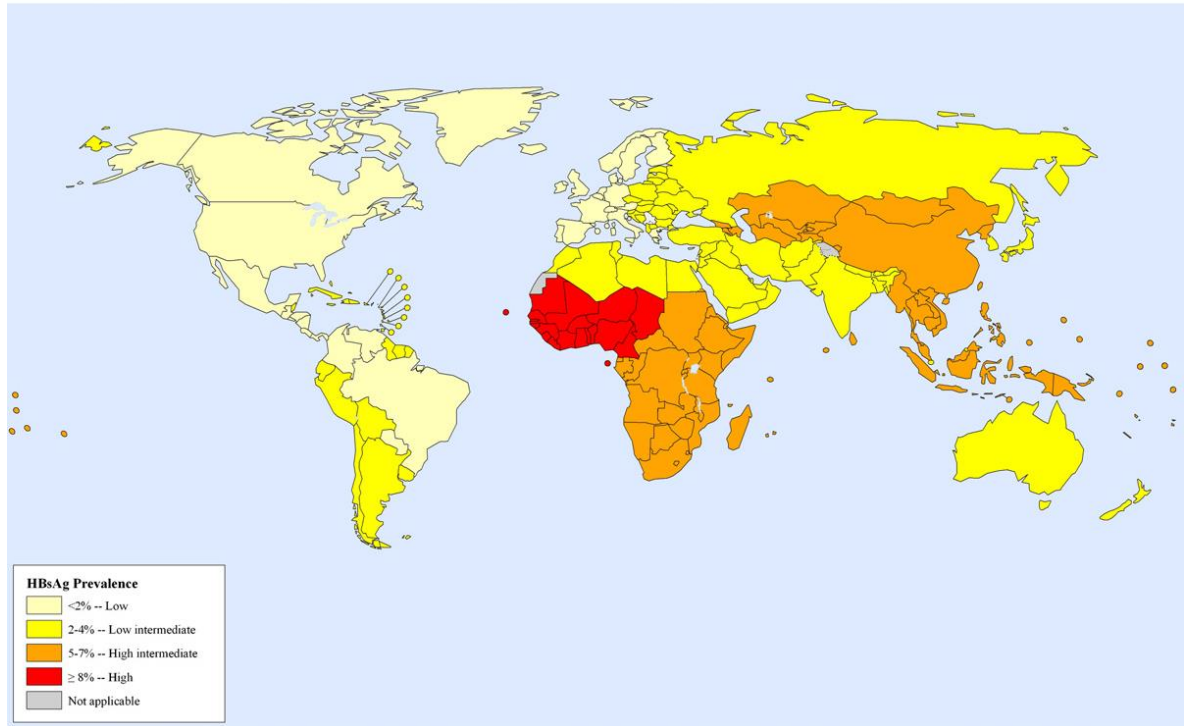 HBsAg Prevalence
<2% -- Low
2-4% -- Low intermediate
5-7% -- High intermediate
≥ 8% -- High
Not applicable